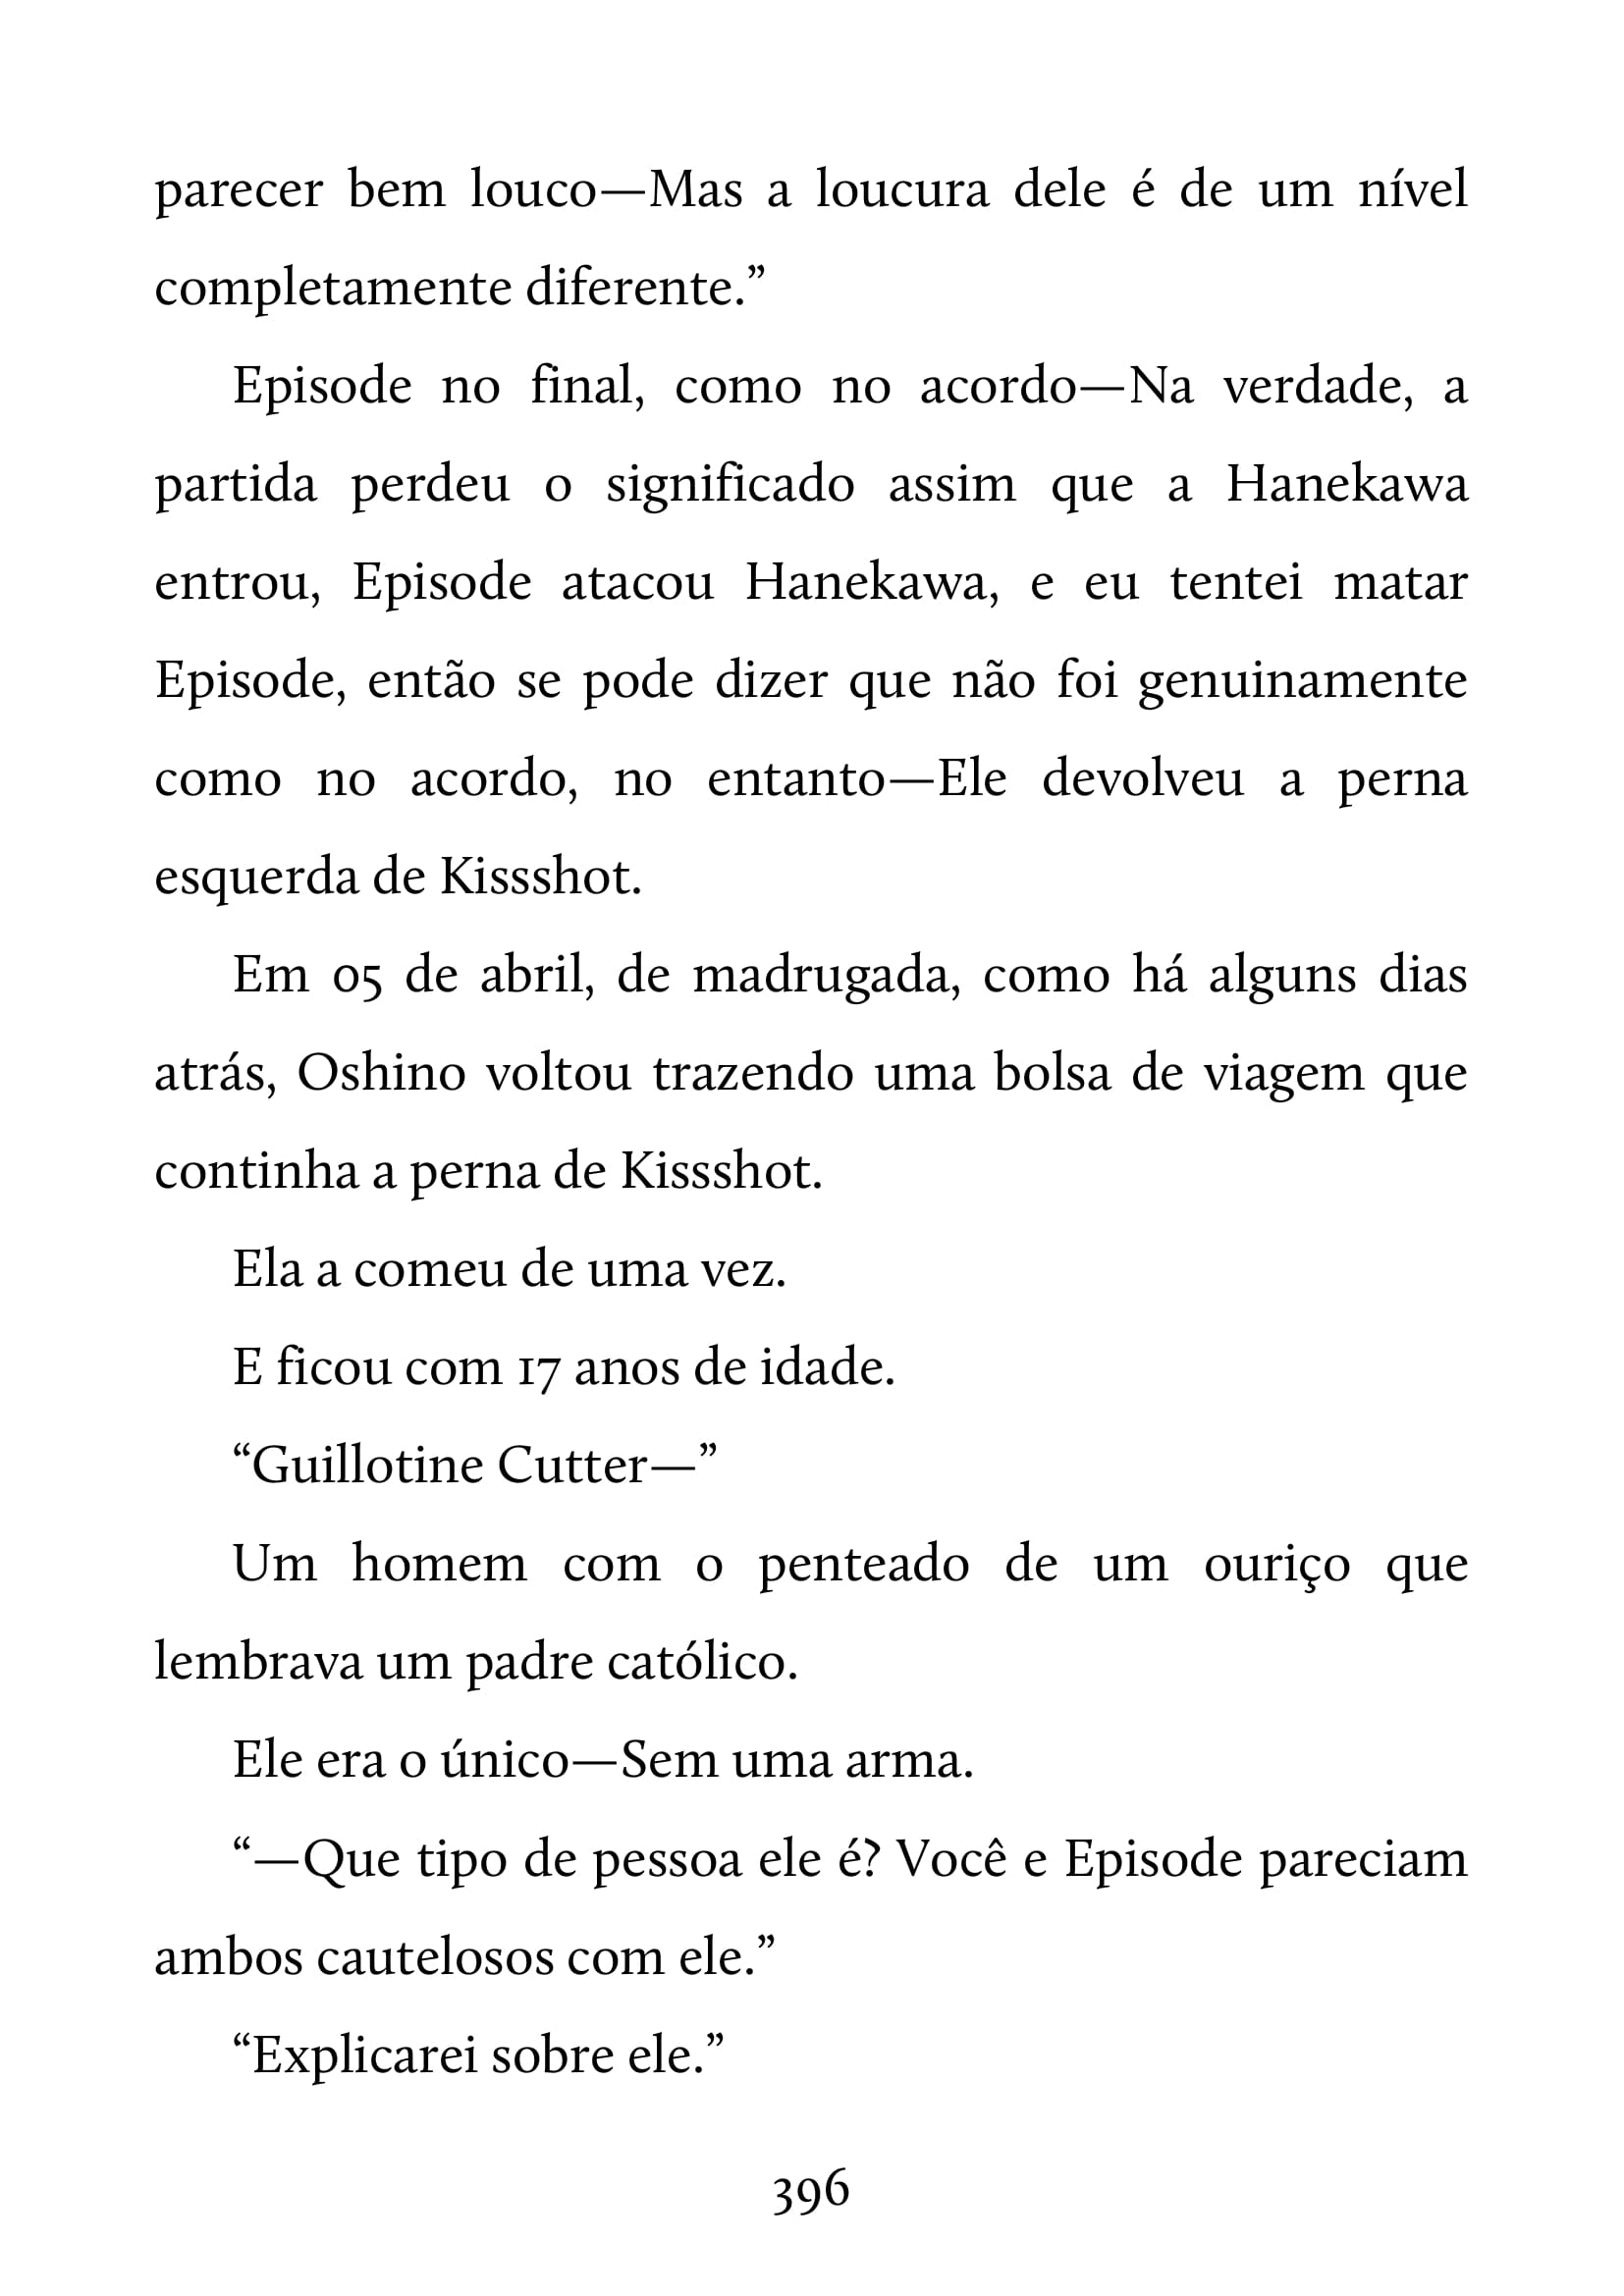 parecer bem louco—Mas a loucura dele é de um nível
completamente diferente.”
Episode no final, como no acordo—Na verdade, a
partida perdeu o significado assim que a Hanekawa
entrou, Episode atacou Hanekawa, e eu tentei matar
Episode, então se pode dizer que não foi genuinamente
como no acordo, no entanto—Ele devolveu a perna
esquerda de Kissshot.
Em 05 de abril, de madrugada, como há alguns dias
atrás, Oshino voltou trazendo uma bolsa de viagem que
continha a perna de Kissshot.
Ela a comeu de uma vez.
E ficou com 17 anos de idade.
“Guillotine Cutter—”
Um homem com o penteado de um ouriço que
lembrava um padre católico.
Ele era o único—Sem uma arma.
“—Que tipo de pessoa ele é? Você e Episode pareciam
ambos cautelosos com ele.”
“Explicarei sobre ele.”
396